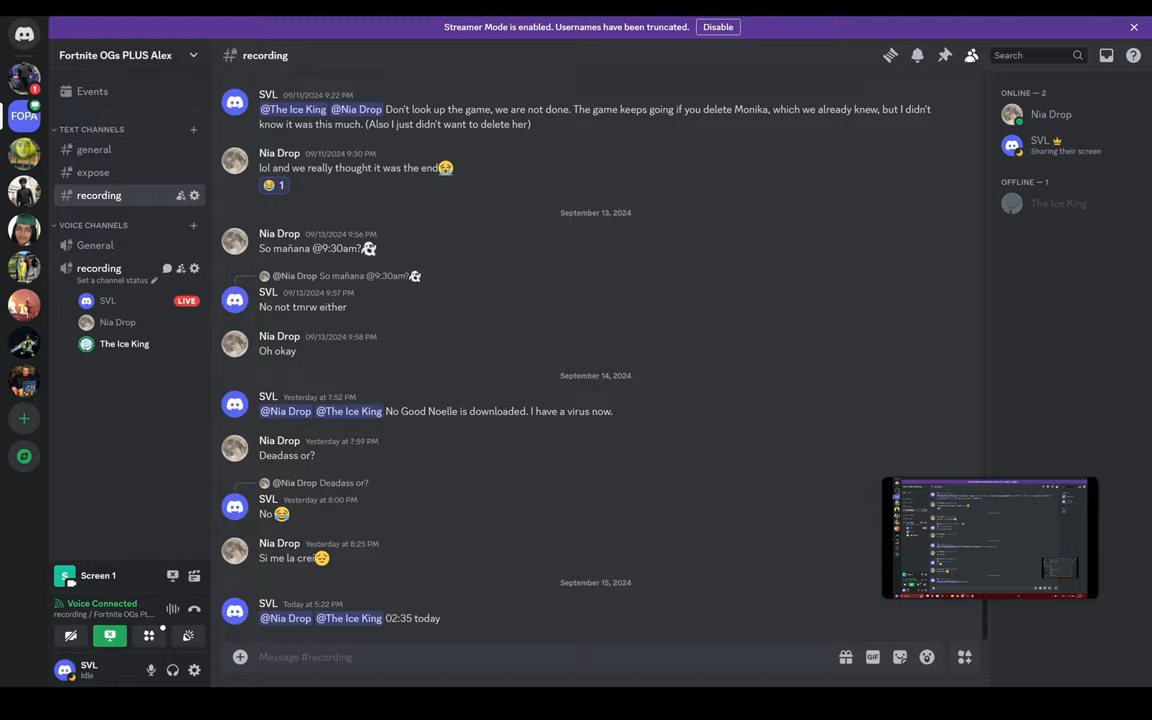 Streamer Mode is enabled. Usernames have been truncated.
Disable
Fortnite OGs PLUS Alex
recording
Search
1
FOPA
Events
TEXT CHANNELS
general
expose
recording
VOICE CHANNELS
General
recording
Set a channel status
SVL
LIVE
Nia Drop
The Ice King
SVL 09/11/2024 9:22 PM
@The Ice King @Nia Drop Don't look up the game, we are not done. The game keeps going if you delete Monika, which we already knew, but I didn't
know it was this much. (Also I just didn't want to delete her)
Nia Drop 09/11/2024 9:30 PM
lol and we really thought it was the end😭
😂 1
September 13, 2024
Nia Drop 09/13/2024 9:56 PM
So mañana @9:30am?👻
@Nia Drop So mañana @9:30am?👻
SVL 09/13/2024 9:57 PM
No not tmrw either
Nia Drop 09/13/2024 9:58 PM
Oh okay
September 14, 2024
SVL Yesterday at 7:52 PM
@Nia Drop @The Ice King No Good Noelle is downloaded. I have a virus now.
Nia Drop Yesterday at 7:59 PM
Deadass or?
@Nia Drop Deadass or?
SVL Yesterday at 8:00 PM
No 😂
Nia Drop Yesterday at 8:25 PM
Si me la crei😔
September 15, 2024
SVL Today at 5:22 PM
@Nia Drop @The Ice King 02:35 today
Message #recording
GIF
ONLINE — 2
Nia Drop
SVL
Sharing their screen
OFFLINE — 1
The Ice King
S
Screen 1
Voice Connected
recording / Fortnite OGs PL...
SVL
Idle